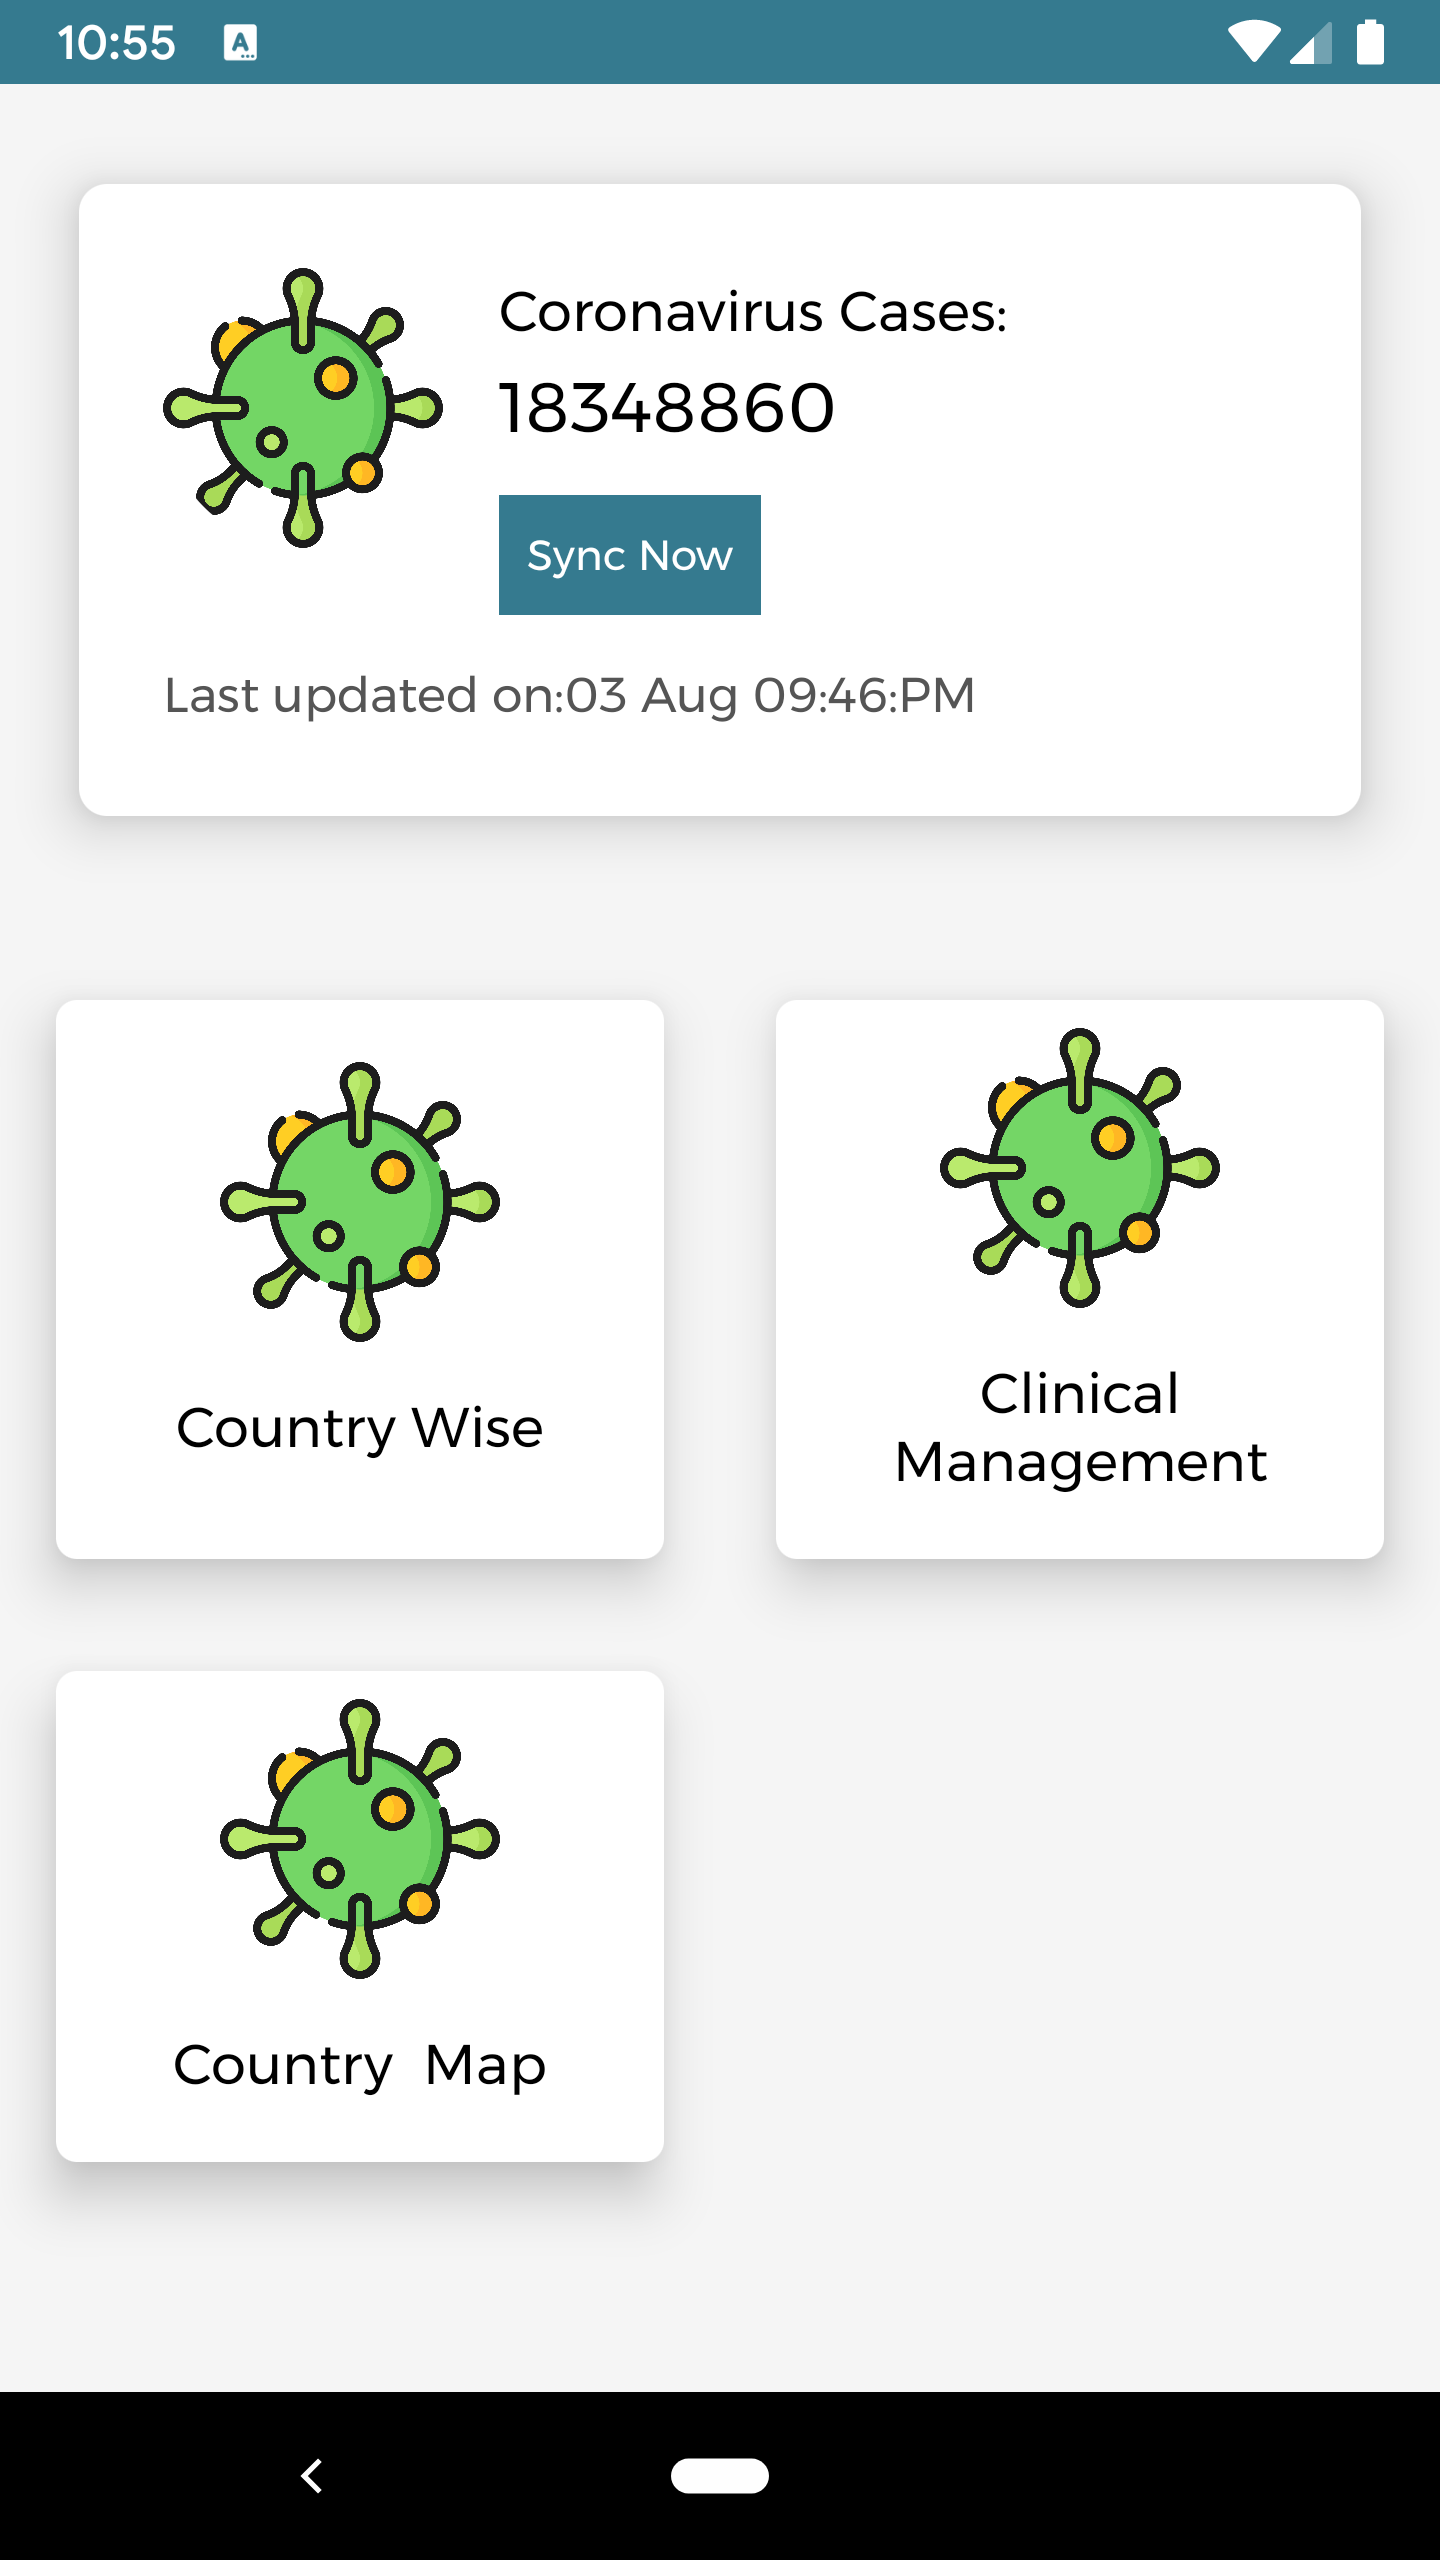 10:55
Coronavirus Cases:
18348860
Sync Now
Last updated on:03 Aug 09:46:PM
Country Wise
Clinical
Management
Country  Map